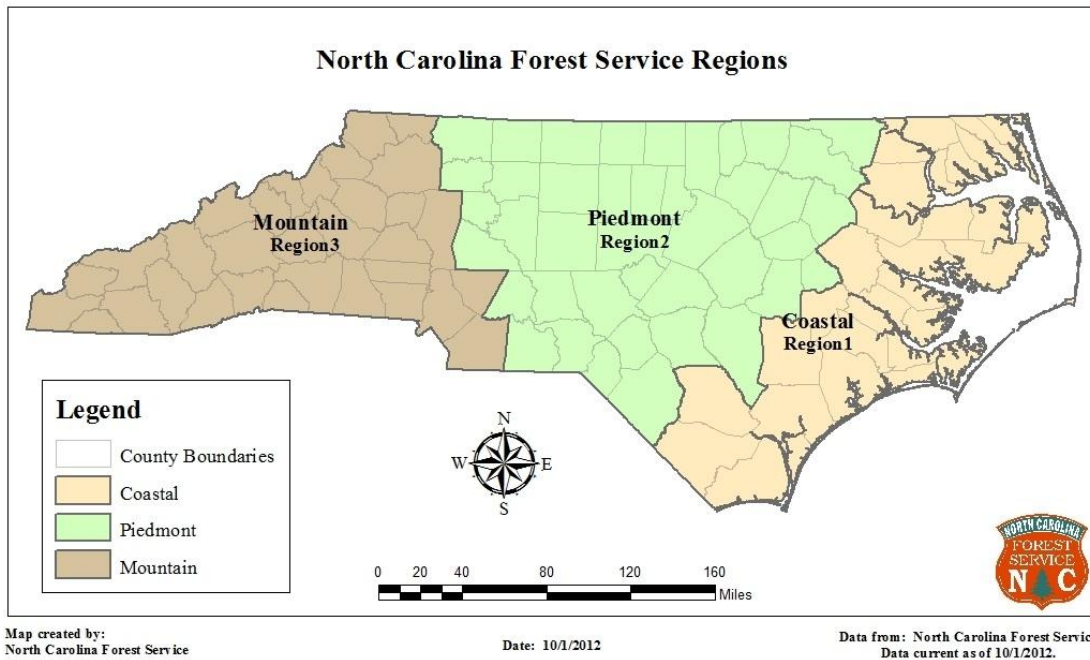 North Carolina Forest Service Regions
Mountain
Region3
Piedmont
Region2
Coastal
Region1
Legend
County Boundaries
Coastal
Piedmont
Mountain
N
W E
S
0 20 40 80 120 160
Miles
NORTH CAROLINA
FOREST
SERVICE
N C
Map created by:
North Carolina Forest Service
Date: 10/1/2012
Data from: North Carolina Forest Servic
Data current as of 10/1/2012.